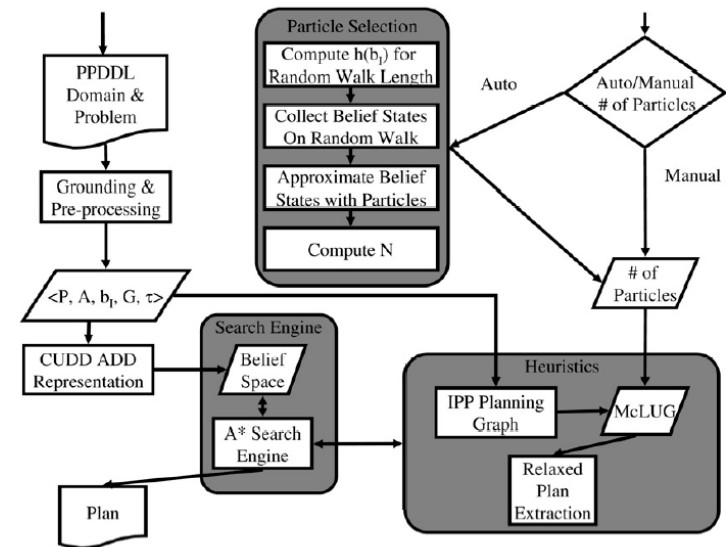 Particle Selection
Compute h(b_I) for
Random Walk Length
Collect Belief States
On Random Walk
Approximate Belief
States with Particles
Compute N
PPDDL
Domain &
Problem
Grounding &
Pre-processing
<P, A, b_I, G, τ>
CUDD ADD
Representation
Auto
Auto/Manual
# of Particles
Manual
# of
Particles
Search Engine
Belief
Space
A* Search
Engine
Plan
Heuristics
IPP Planning
Graph
McLUG
Relaxed
Plan
Extraction